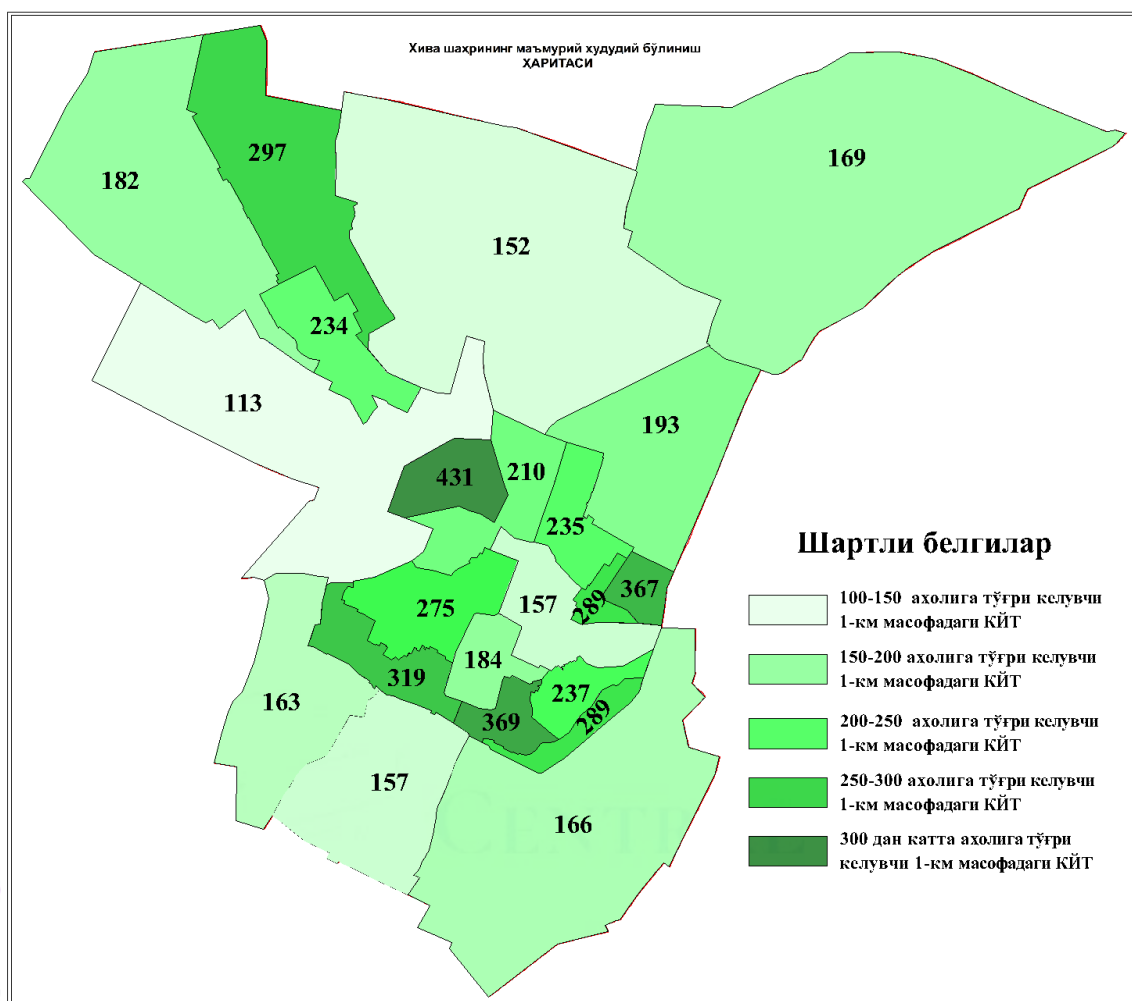 Хива шаҳрининг маъмурий худудий бўлиниш
ҲАРИТАСИ
297
182
169
152
234
113
193
431
210
235
367
289
275
157
184
319
237
163
369
289
157
166
Шартли белгилар
100-150 ахолига тўғри келувчи
1-км масофадаги КЙТ
150-200 ахолига тўғри келувчи
1-км масофадаги КЙТ
200-250 ахолига тўғри келувчи
1-км масофадаги КЙТ
250-300 ахолига тўғри келувчи
1-км масофадаги КЙТ
300 дан катта ахолига тўғри
келувчи 1-км масофадаги КЙТ